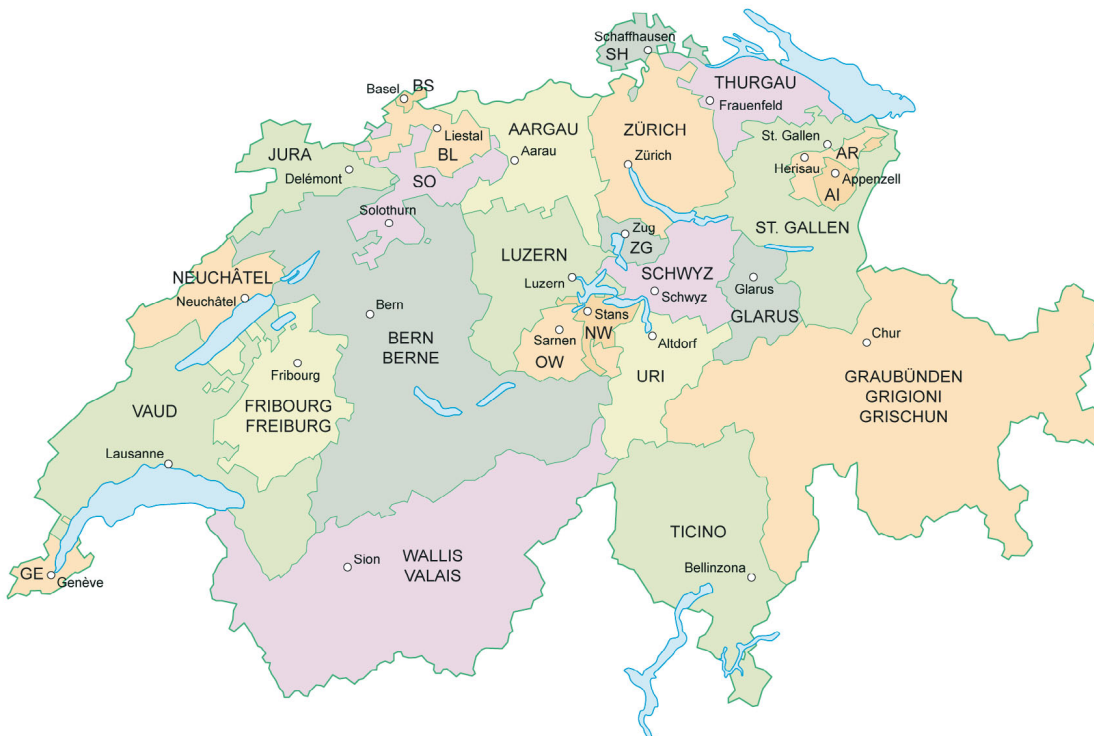 Schaffhausen
SH
THURGAU
Frauenfeld
Basel
BS
Liestal
BL
AARGAU
Aarau
ZÜRICH
Zürich
St. Gallen
AR
Herisau
Appenzell
AI
ST. GALLEN
JURA
Delémont
SO
Solothurn
Zug
ZG
LUZERN
Luzern
SCHWYZ
Schwyz
Glarus
GLARUS
NEUCHÂTEL
Neuchâtel
Bern
BERN
BERNE
Stans
NW
Sarnen
OW
Altdorf
URI
Chur
GRAUBÜNDEN
GRIGIONI
GRISCHUN
Fribourg
FRIBOURG
FREIBURG
VAUD
Lausanne
GE
Genève
Sion
WALLIS
VALAIS
TICINO
Bellinzona